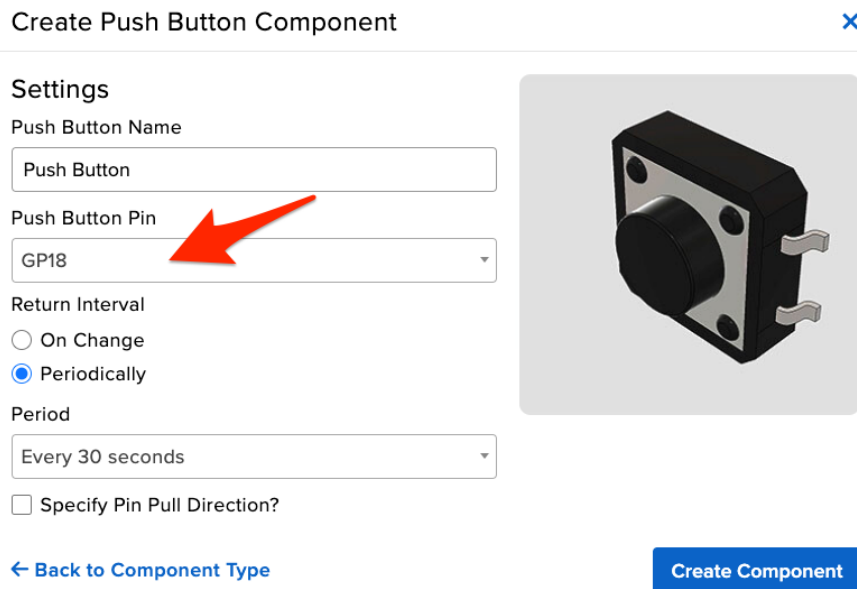 Create Push Button Component
Settings
Push Button Name
Push Button
Push Button Pin
GP18
Return Interval
On Change
Periodically
Period
Every 30 seconds
Specify Pin Pull Direction?
← Back to Component Type
Create Component